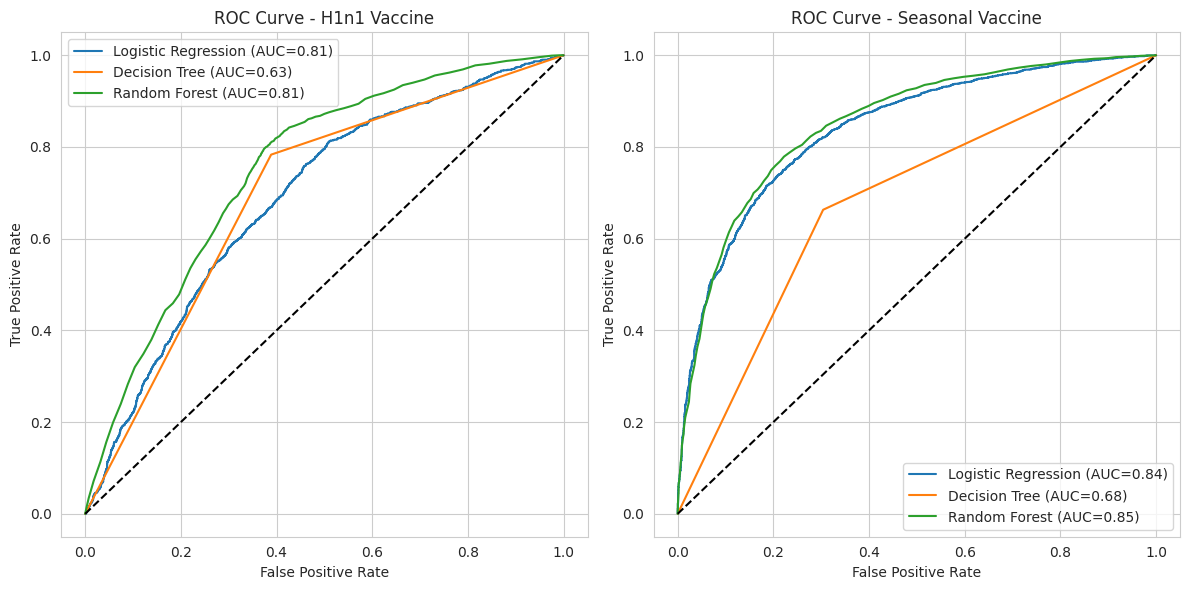 ROC Curve - H1n1 Vaccine
Logistic Regression (AUC=0.81)
Decision Tree (AUC=0.63)
Random Forest (AUC=0.81)
True Positive Rate
1.0
0.8
0.6
0.4
0.2
0.0
0.0 0.2 0.4 0.6 0.8 1.0
False Positive Rate
ROC Curve - Seasonal Vaccine
True Positive Rate
1.0
0.8
0.6
0.4
0.2
0.0
Logistic Regression (AUC=0.84)
Decision Tree (AUC=0.68)
Random Forest (AUC=0.85)
0.0 0.2 0.4 0.6 0.8 1.0
False Positive Rate